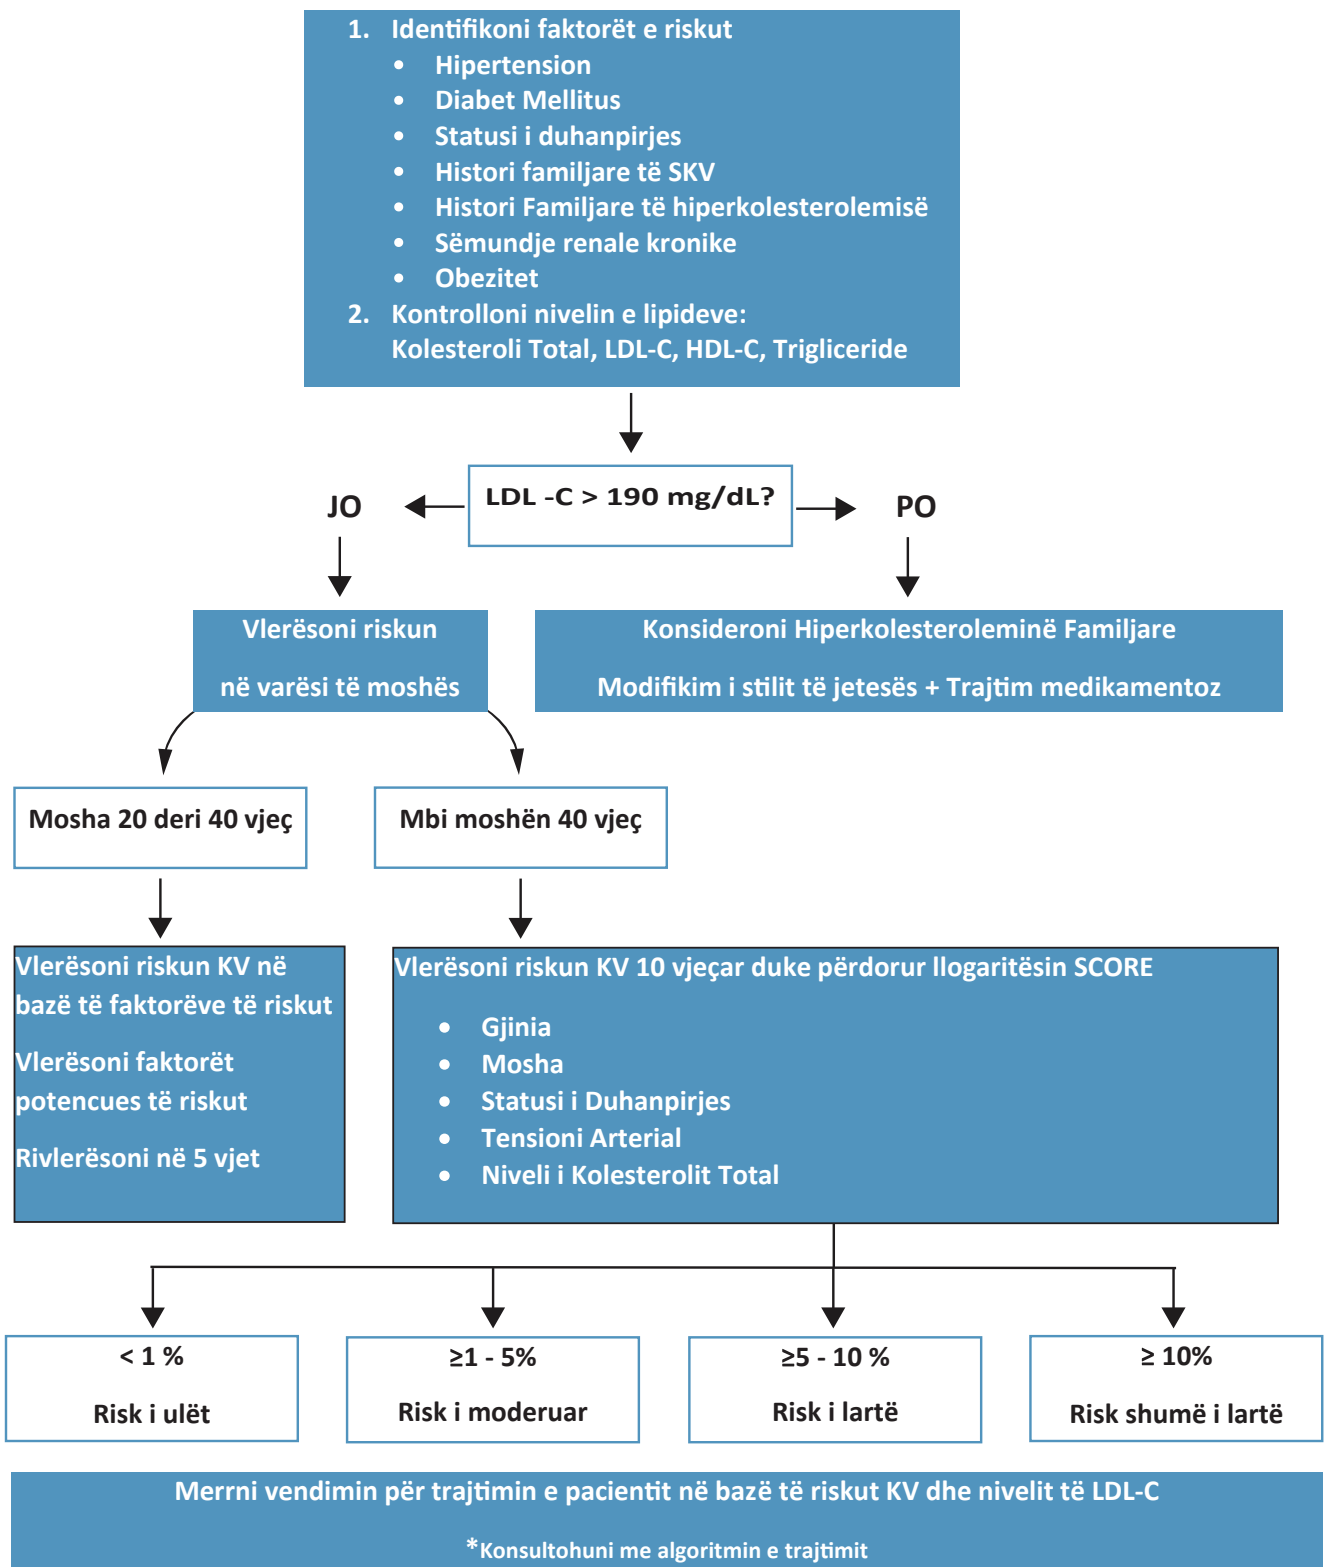 1. Identifikoni faktorët e riskut
• Hipertension
• Diabet Mellitus
• Statusi i duhanpirjes
• Histori familjare të SKV
• Histori Familjare të hiperkolesterolemisë
• Sëmundje renale kronike
• Obezitet
2. Kontrolloni nivelin e lipideve:
Kolesteroli Total, LDL-C, HDL-C, Trigliceride
LDL -C > 190 mg/dL?
JO
PO
Vlerësoni riskun
në varësi të moshës
Konsideroni Hiperkolesteroleminë Familjare
Modifikim i stilit të jetesës + Trajtim medikamentoz
Mosha 20 deri 40 vjeç
Mbi moshën 40 vjeç
Vlerësoni riskun KV në
bazë të faktorëve të riskut
Vlerësoni faktorët
potencues të riskut
Rivlerësoni në 5 vjet
Vlerësoni riskun KV 10 vjeçar duke përdorur llogaritësin SCORE
• Gjinia
• Mosha
• Statusi i Duhanpirjes
• Tensioni Arterial
• Niveli i Kolesterolit Total
< 1 %
Risk i ulët
≥1 - 5%
Risk i moderuar
≥5 - 10 %
Risk i lartë
≥ 10%
Risk shumë i lartë
Merrni vendimin për trajtimin e pacientit në bazë të riskut KV dhe nivelit të LDL-C
*Konsultohuni me algoritmin e trajtimit